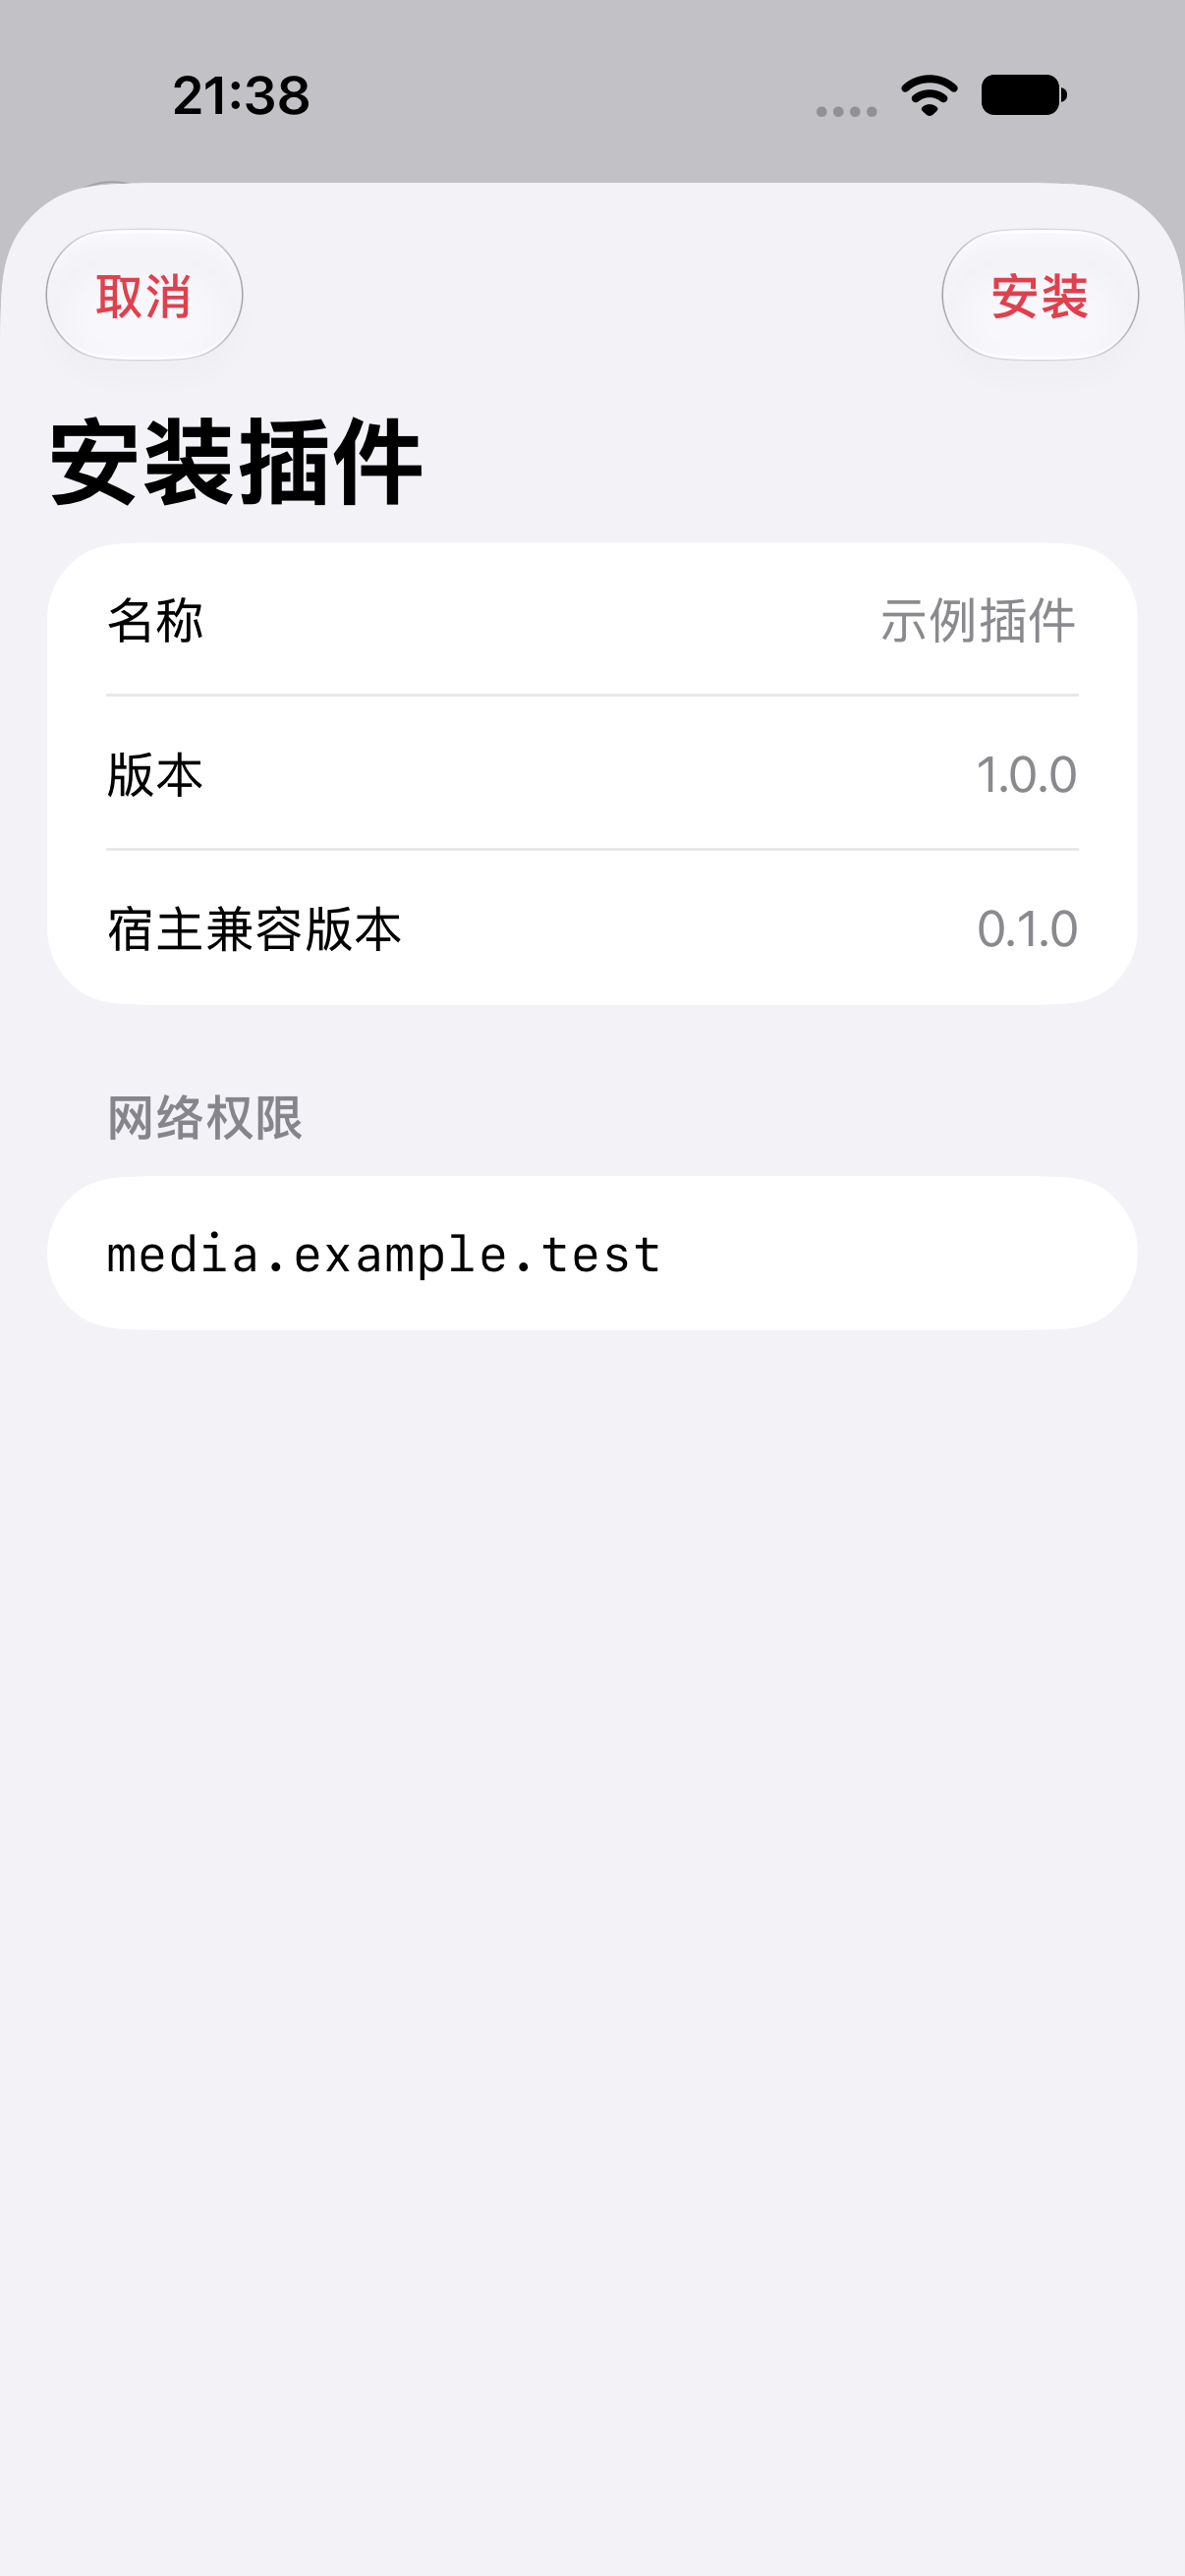 21:38
取消
安装
安装插件
名称 示例插件
版本 1.0.0
宿主兼容版本 0.1.0
网络权限
media.example.test